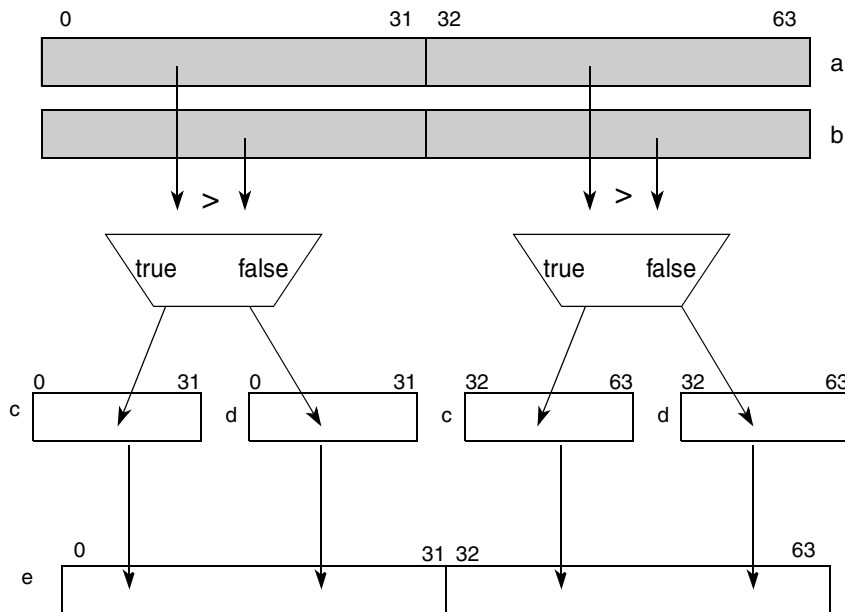 0 31 32 63
a
b
> >
true false true false
0 31 0 31 32 63 32 63
c d c d
0 31 32 63
e